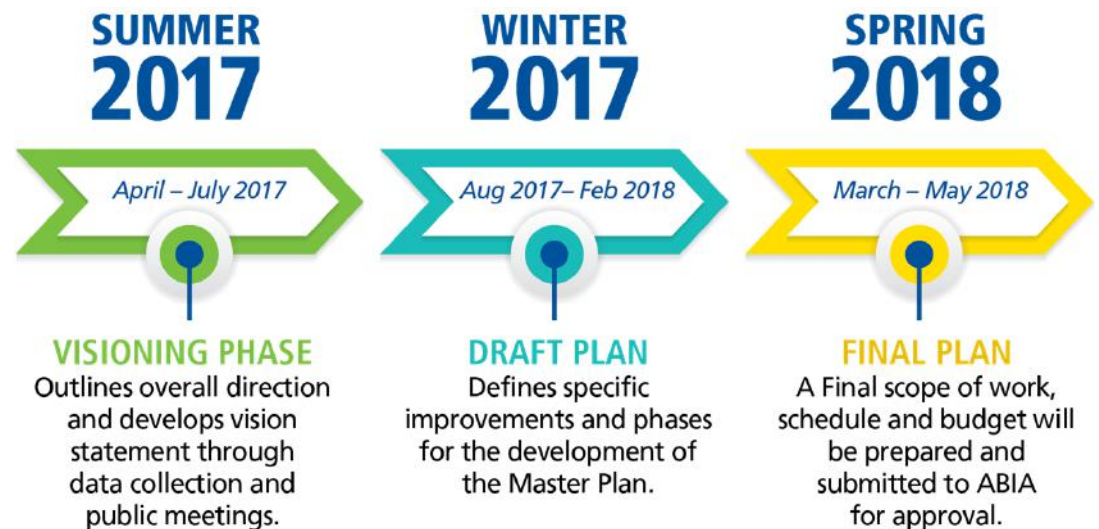 SUMMER
2017
April – July 2017
VISIONING PHASE
Outlines overall direction
and develops vision
statement through
data collection and
public meetings.
WINTER
2017
Aug 2017– Feb 2018
DRAFT PLAN
Defines specific
improvements and phases
for the development of
the Master Plan.
SPRING
2018
March – May 2018
FINAL PLAN
A Final scope of work,
schedule and budget will
be prepared and
submitted to ABIA
for approval.